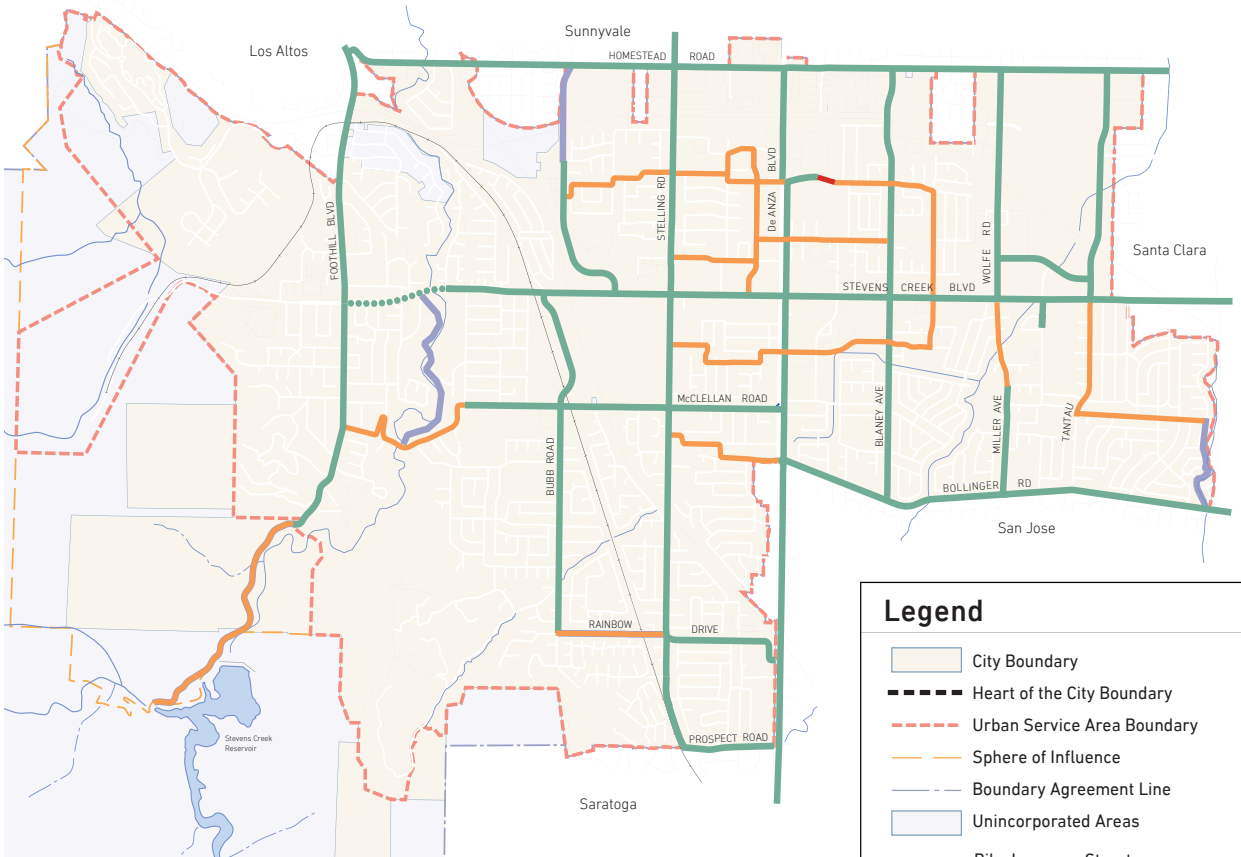 Sunnyvale
Los Altos
HOMESTEAD ROAD
FOOTHILL BLVD
STELLING RD
De ANZA BLVD
WOLFE RD
Santa Clara
STEVENS CREEK BLVD
McCLELLAN ROAD
BUBB ROAD
BLANEY AVE
MILLER AVE
TANTAU
BOLLINGER RD
San Jose
RAINBOW DRIVE
PROSPECT ROAD
Stevens Creek
Reservoir
Saratoga
Legend
City Boundary
Heart of the City Boundary
Urban Service Area Boundary
Sphere of Influence
Boundary Agreement Line
Unincorporated Areas